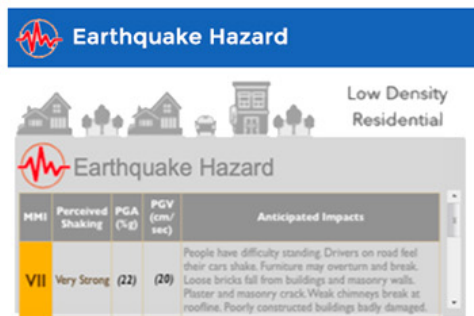 Earthquake Hazard
Low Density
Residential
Earthquake Hazard
MMI Perceived Shaking PGA (%g) PGV (cm/sec) Anticipated Impacts
VII Very Strong (22) (20)
People have difficulty standing. Drivers on road feel
their cars shake. Furniture may overturn and break.
Loose bricks fall from buildings and masonry walls.
Plaster and masonry crack. Weak chimneys break at
roofline. Poorly constructed buildings badly damaged.